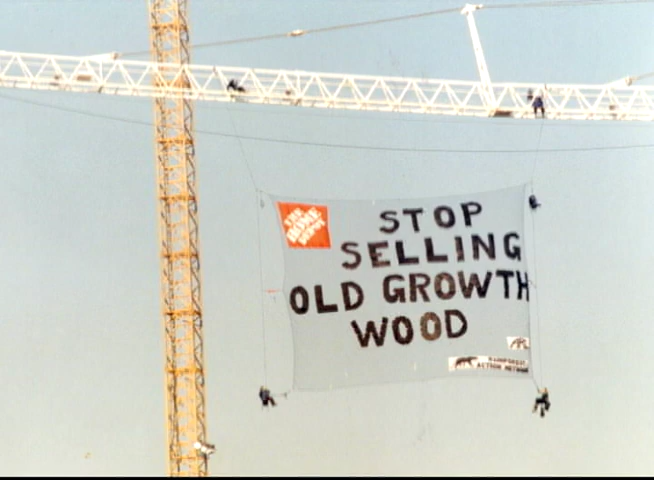 THE
HOME
DEPOT
STOP
SELLING
OLD GROWTH
WOOD
RAINFOREST
ACTION NETWORK